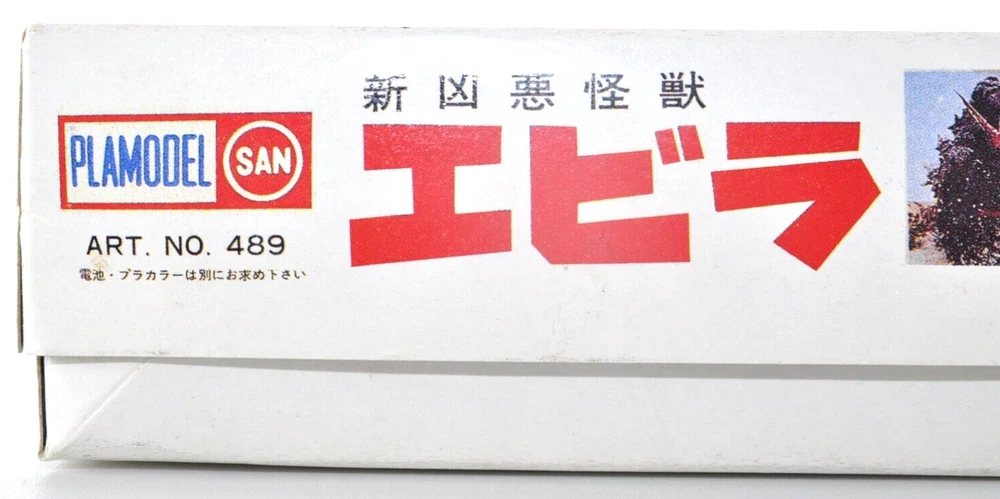 新凶悪怪獣
エビラ
PLAMODEL SAN
ART. NO. 489
電池・プラカラーは別にお求め下さい